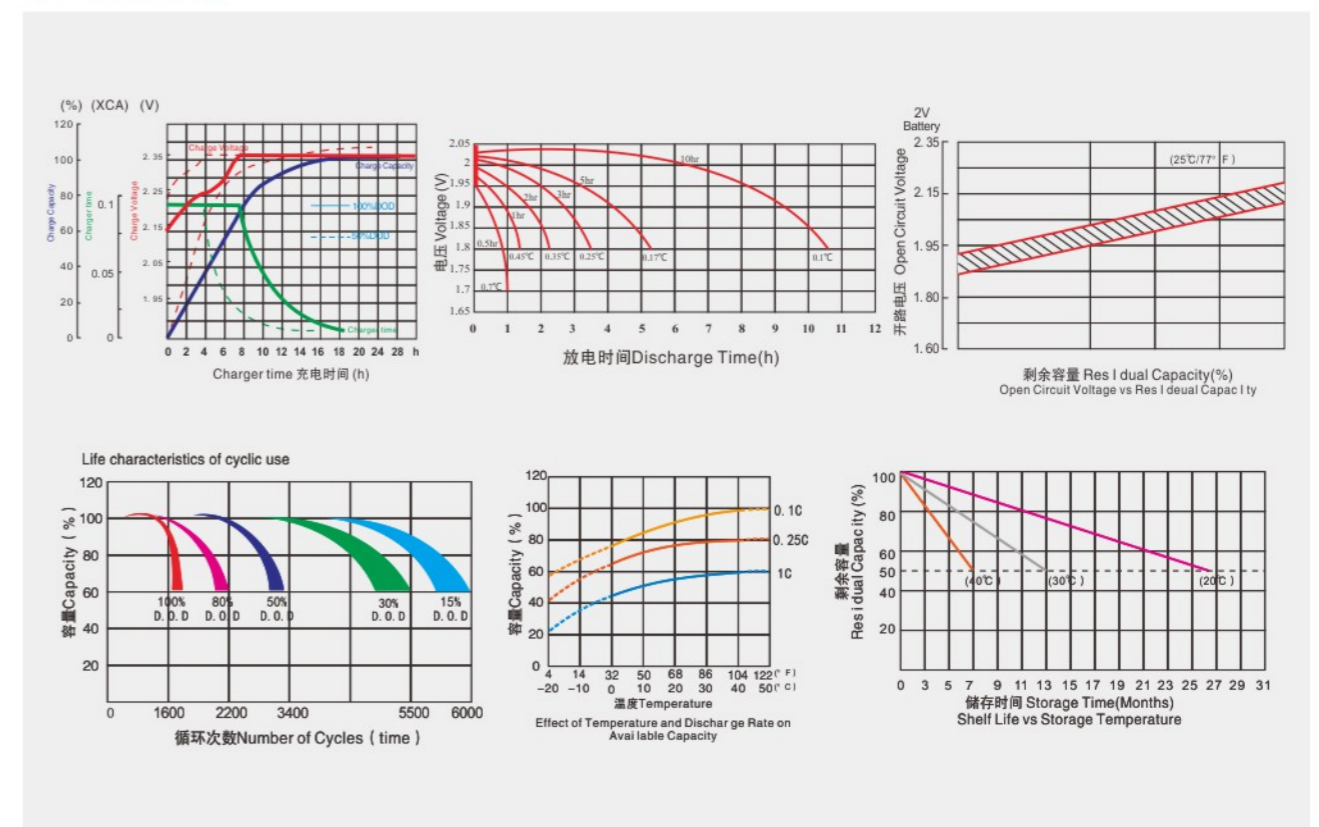 (%) (XCA) (V)
120
100
80
60
40
20
0
Charge Capacity
0.1
0.05
0
Charger time
2. 35
2. 25
2. 15
2. 05
1. 95
Charge Voltage
Charge Voltage
Charge Capacity
100%DOD
50%DOD
Charger time
0 2 4 6 8 10 12 14 16 18 20 24 28 h
Charger time 充电时间 (h)
2.05
2
1.95
1.9
1.85
1.8
1.75
1.7
1.65
电压 Voltage (V)
10hr
5hr
3hr
2hr
1hr
0.5hr
0.45℃ 0.35℃ 0.25℃ 0.17℃ 0.1℃
0.7℃
0 1 2 3 4 5 6 7 8 9 10 11 12
放电时间Discharge Time(h)
2V
Battery
2.35
2.15
1.95
1.80
1.60
开路电压 Open Circuit Voltage
(25℃/77° F )
剩余容量 Res I dual Capacity(%)
Open Circuit Voltage vs Res I deual Capac I ty
Life characteristics of cyclic use
120
100
80
60
40
20
容量Capacity ( % )
100% 80% 50% 30% 15%
D. O. D D. O. D D. O. D D. O. D D. O. D
0 1600 2200 3400 5500 6000
循环次数Number of Cycles ( time )
120
100
80
60
40
20
0
容量Capacity ( % )
0.1C
0. 25C
1C
4 14 32 50 68 86 104 122(° F)
-20 -10 0 10 20 30 40 50(° C)
温度Temperature
Effect of Temperature and Dischar ge Rate on
Avai lable Capacity
100
80
60
50
40
20
剩余容量
Res i dual Capac ity (%)
(40℃ ) (30℃ ) (20℃ )
0 3 5 7 9 11 13 15 17 19 21 23 25 27 29 31
储存时间 Storage Time(Months)
Shelf Life vs Storage Temperature